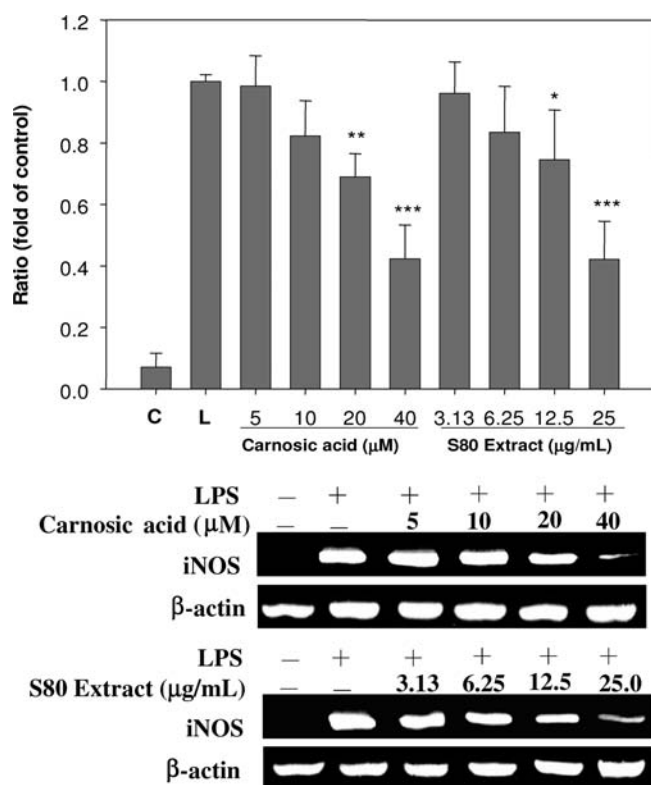 1.2
1.0
0.8
0.6
0.4
0.2
0.0
Ratio (fold of control)
**
***
*
***
C L 5 10 20 40 3.13 6.25 12.5 25
Carnosic acid (μM) S80 Extract (μg/mL)
LPS − + + + + +
Carnosic acid (μM) − − 5 10 20 40
iNOS
β-actin
LPS − + + + + +
S80 Extract (μg/mL) − − 3.13 6.25 12.5 25.0
iNOS
β-actin